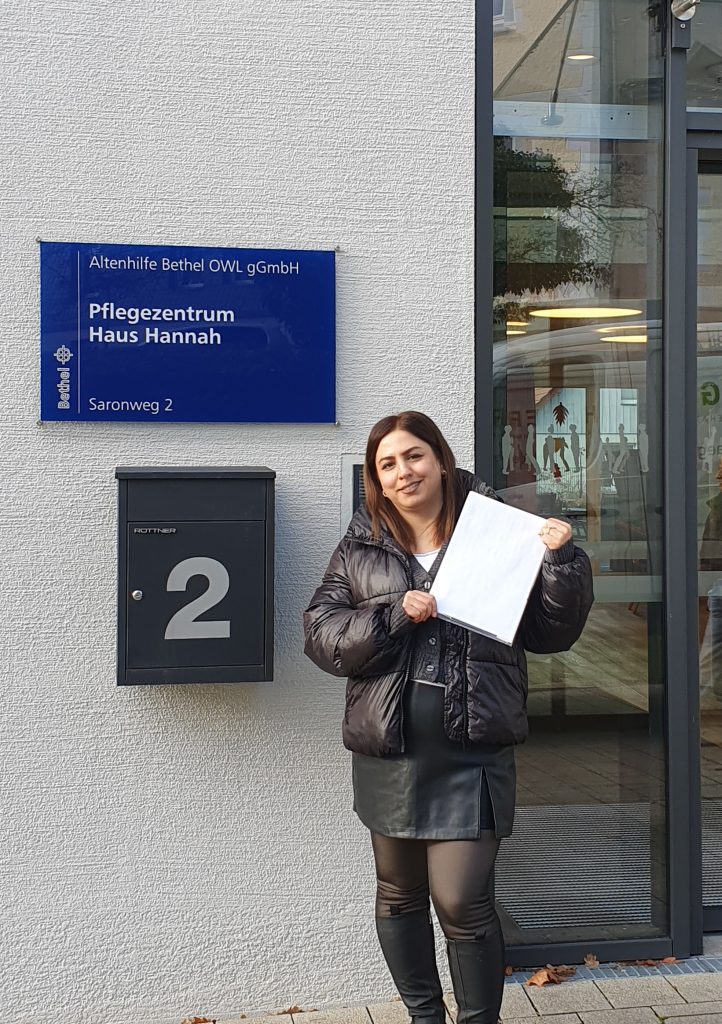 Altenhilfe Bethel OWL gGmbH
Pflegezentrum
Haus Hannah
Bethel
Saronweg 2
ROTTNER
2